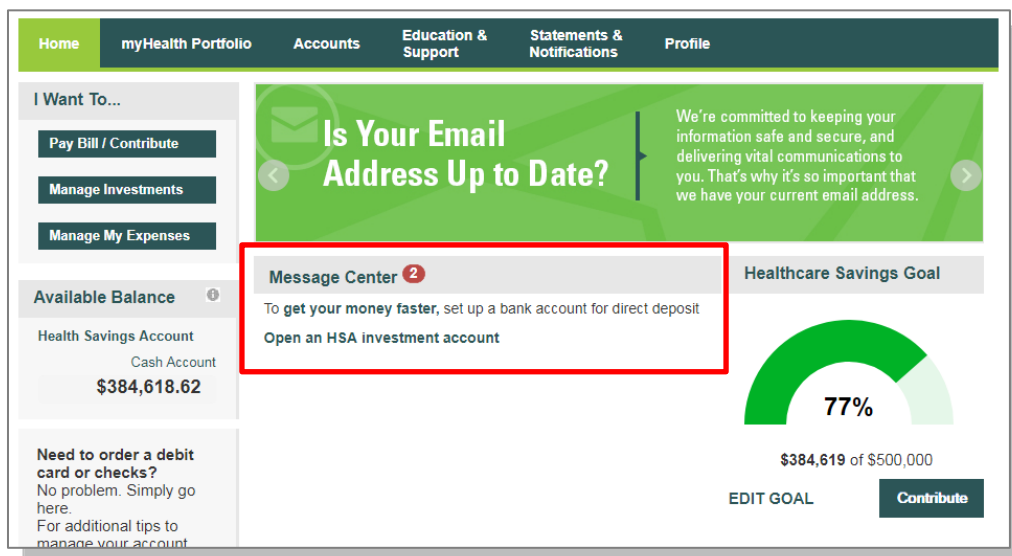 Home
myHealth Portfolio
Accounts
Education &
Support
Statements &
Notifications
Profile
I Want To...
Pay Bill / Contribute
Manage Investments
Manage My Expenses
Is Your Email
Address Up to Date?
We're committed to keeping your
information safe and secure, and
delivering vital communications to
you. That's why it's so important that
we have your current email address.
Message Center 2
To get your money faster, set up a bank account for direct deposit
Open an HSA investment account
Healthcare Savings Goal
77%
$384,619 of $500,000
EDIT GOAL
Contribute
Available Balance
Health Savings Account
Cash Account
$384,618.62
Need to order a debit
card or checks?
No problem. Simply go
here.
For additional tips to
manage your account